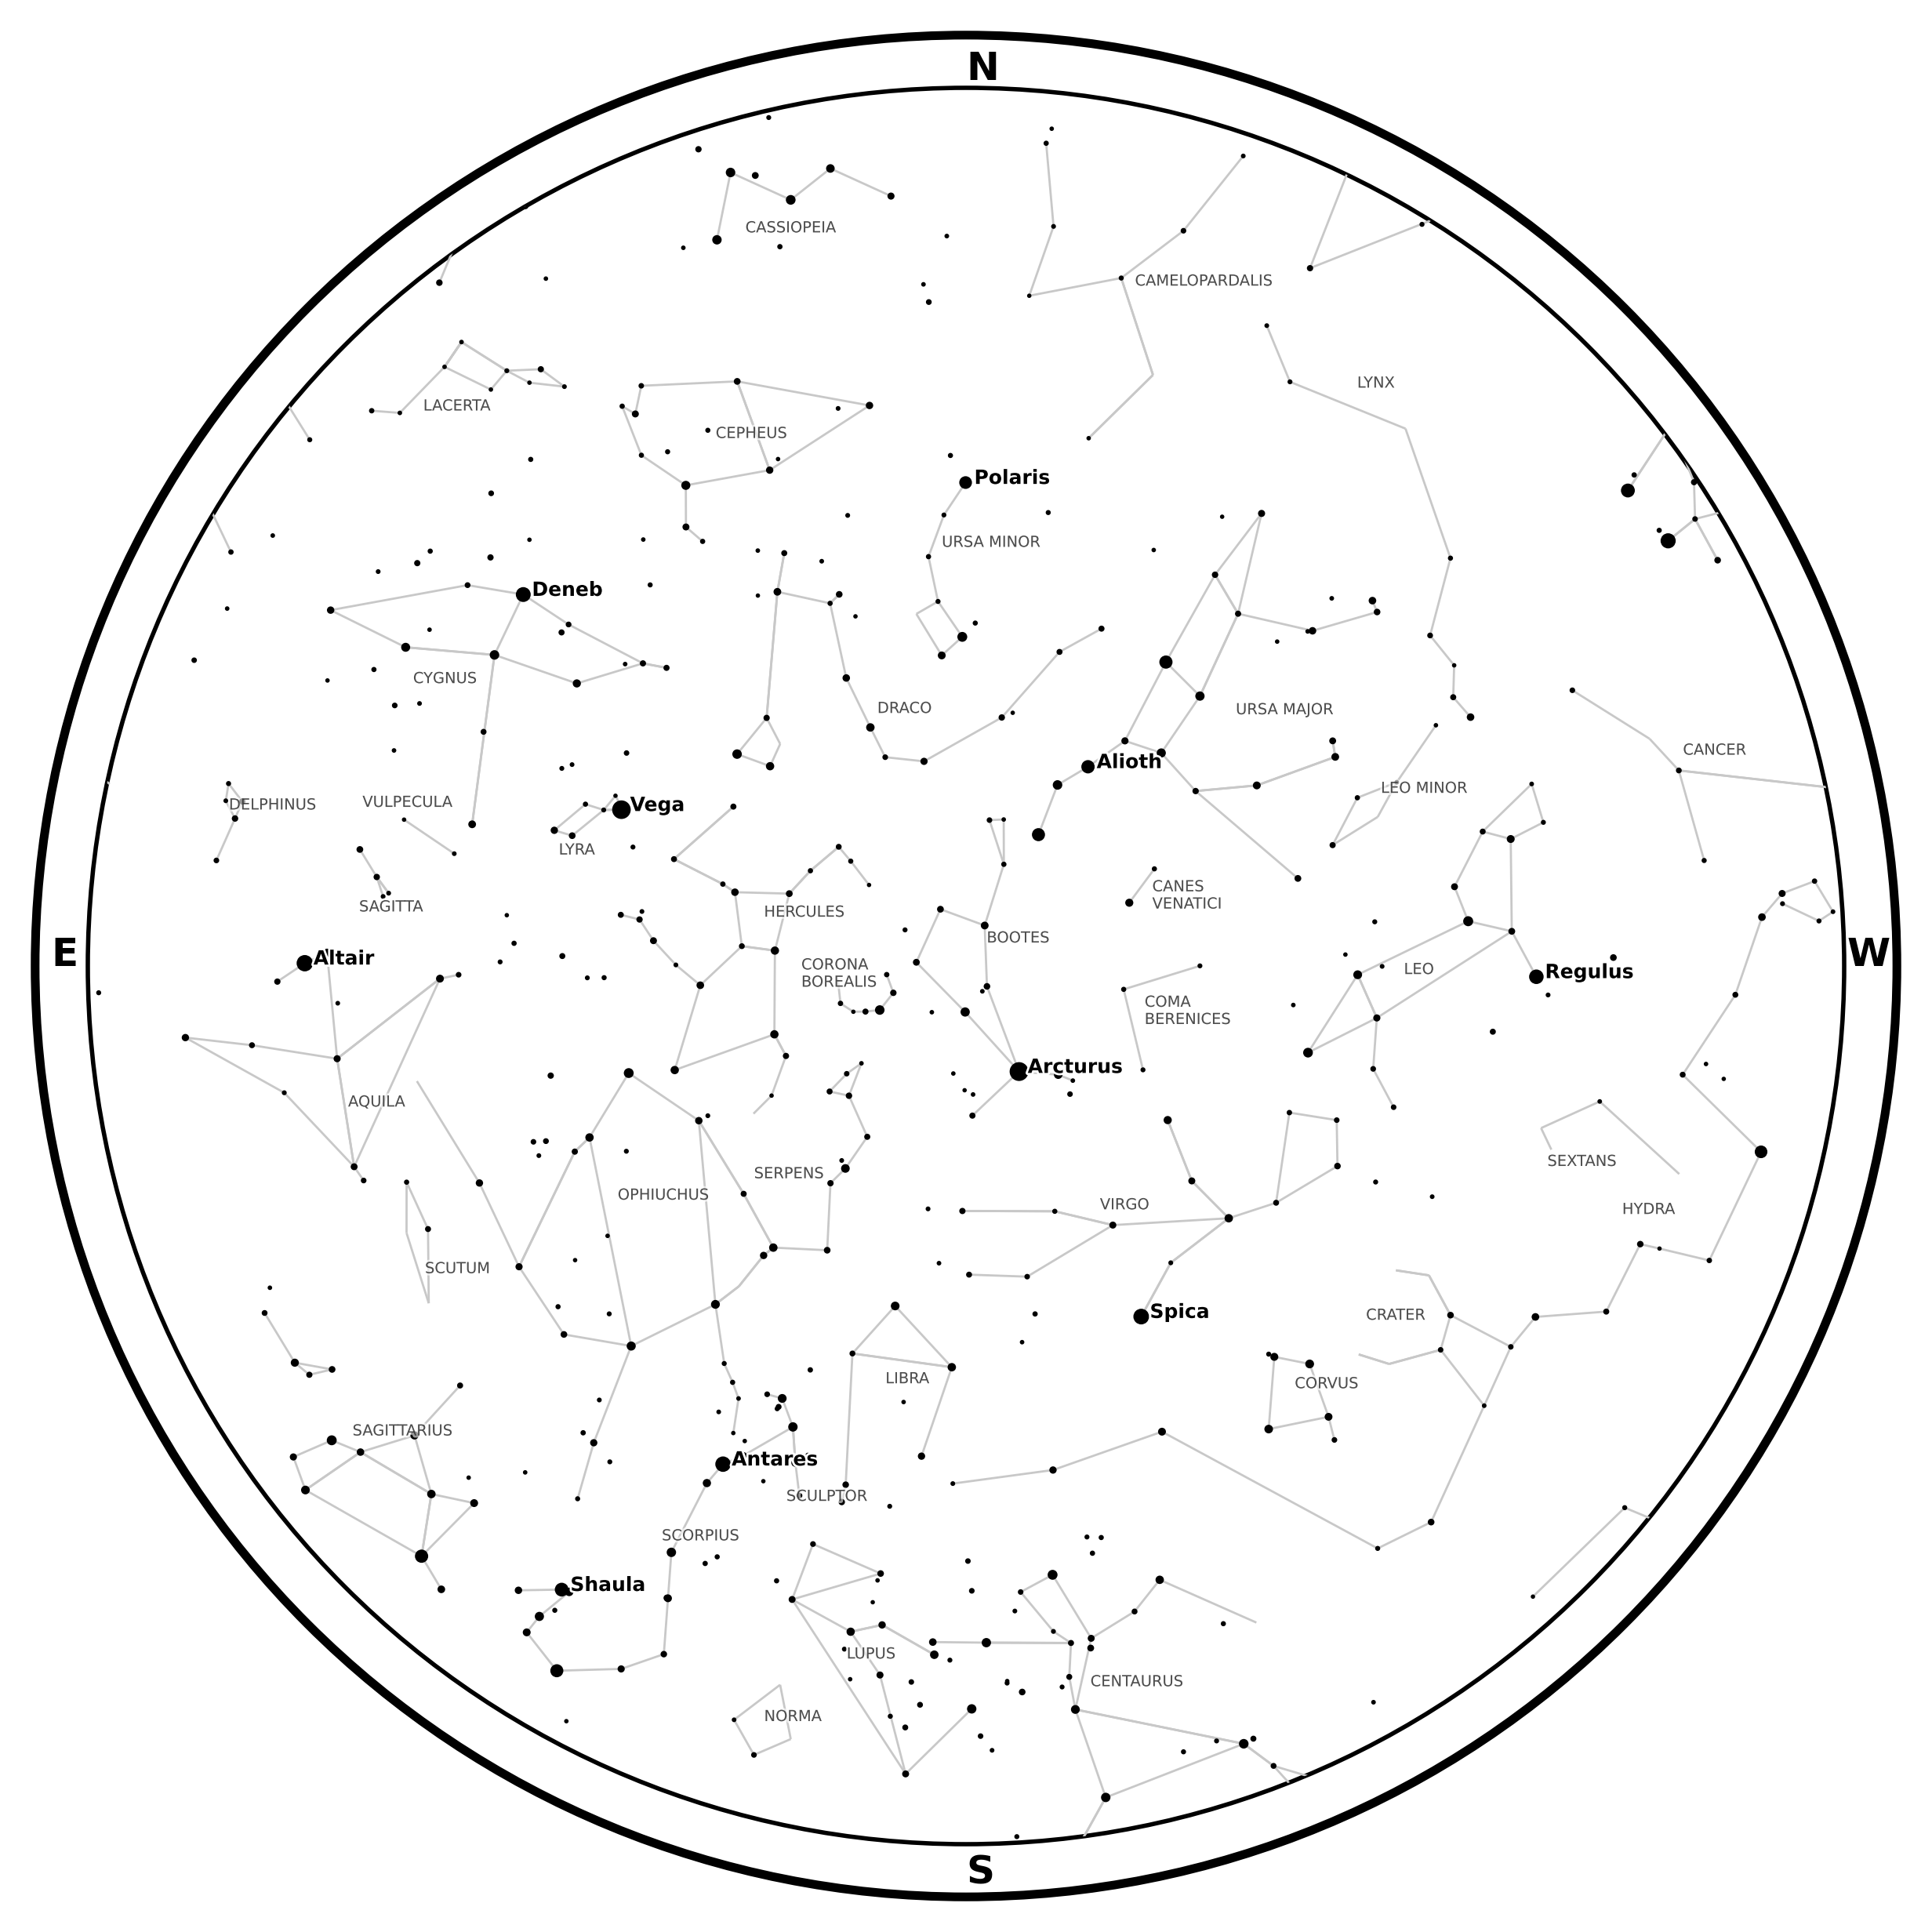 N
CASSIOPEIA
CAMELOPARDALIS
LYNX
LACERTA
CEPHEUS
Polaris
URSA MINOR
Deneb
CYGNUS
DRACO
URSA MAJOR
CANCER
Alioth
LEO MINOR
DELPHINUS
VULPECULA
Vega
LYRA
SAGITTA
HERCULES
CANES
VENATICI
BOOTES
E
Altair
CORONA
BOREALIS
LEO
Regulus
W
COMA
BERENICES
Arcturus
AQUILA
SERPENS
SEXTANS
OPHIUCHUS
VIRGO
HYDRA
SCUTUM
Spica
CRATER
LIBRA
CORVUS
SAGITTARIUS
Antares
SCULPTOR
SCORPIUS
Shaula
LUPUS
CENTAURUS
NORMA
S